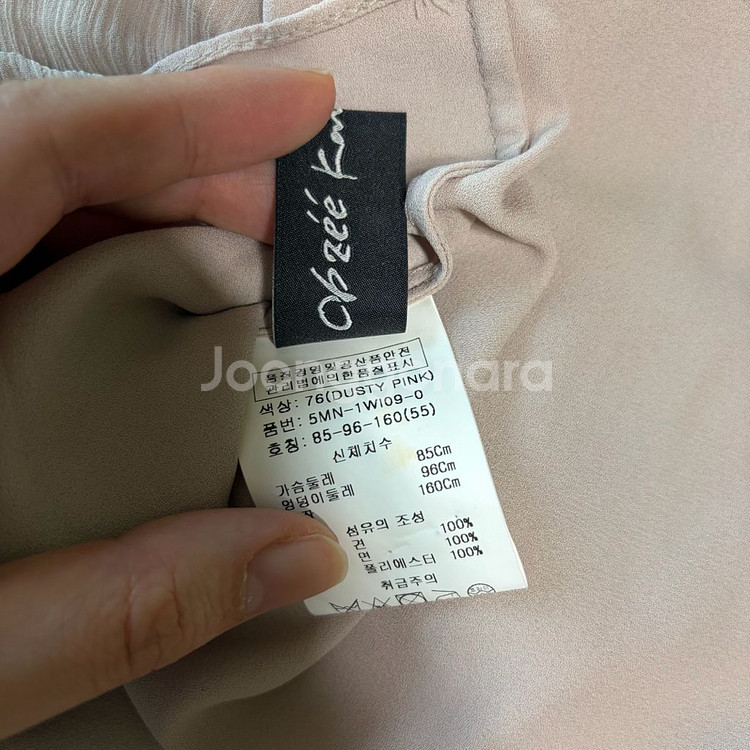 obzéé
품질경영및공산품안전
관리법에의한품질표시
색상: 76(DUSTY PINK)
품번: 5MN-1WI09-0
호칭: 85-96-160(55)
신체치수
가슴둘레 85Cm
엉덩이둘레 96Cm
160Cm
섬유의 조성
견 100%
면 100%
폴리에스터 100%
취급주의